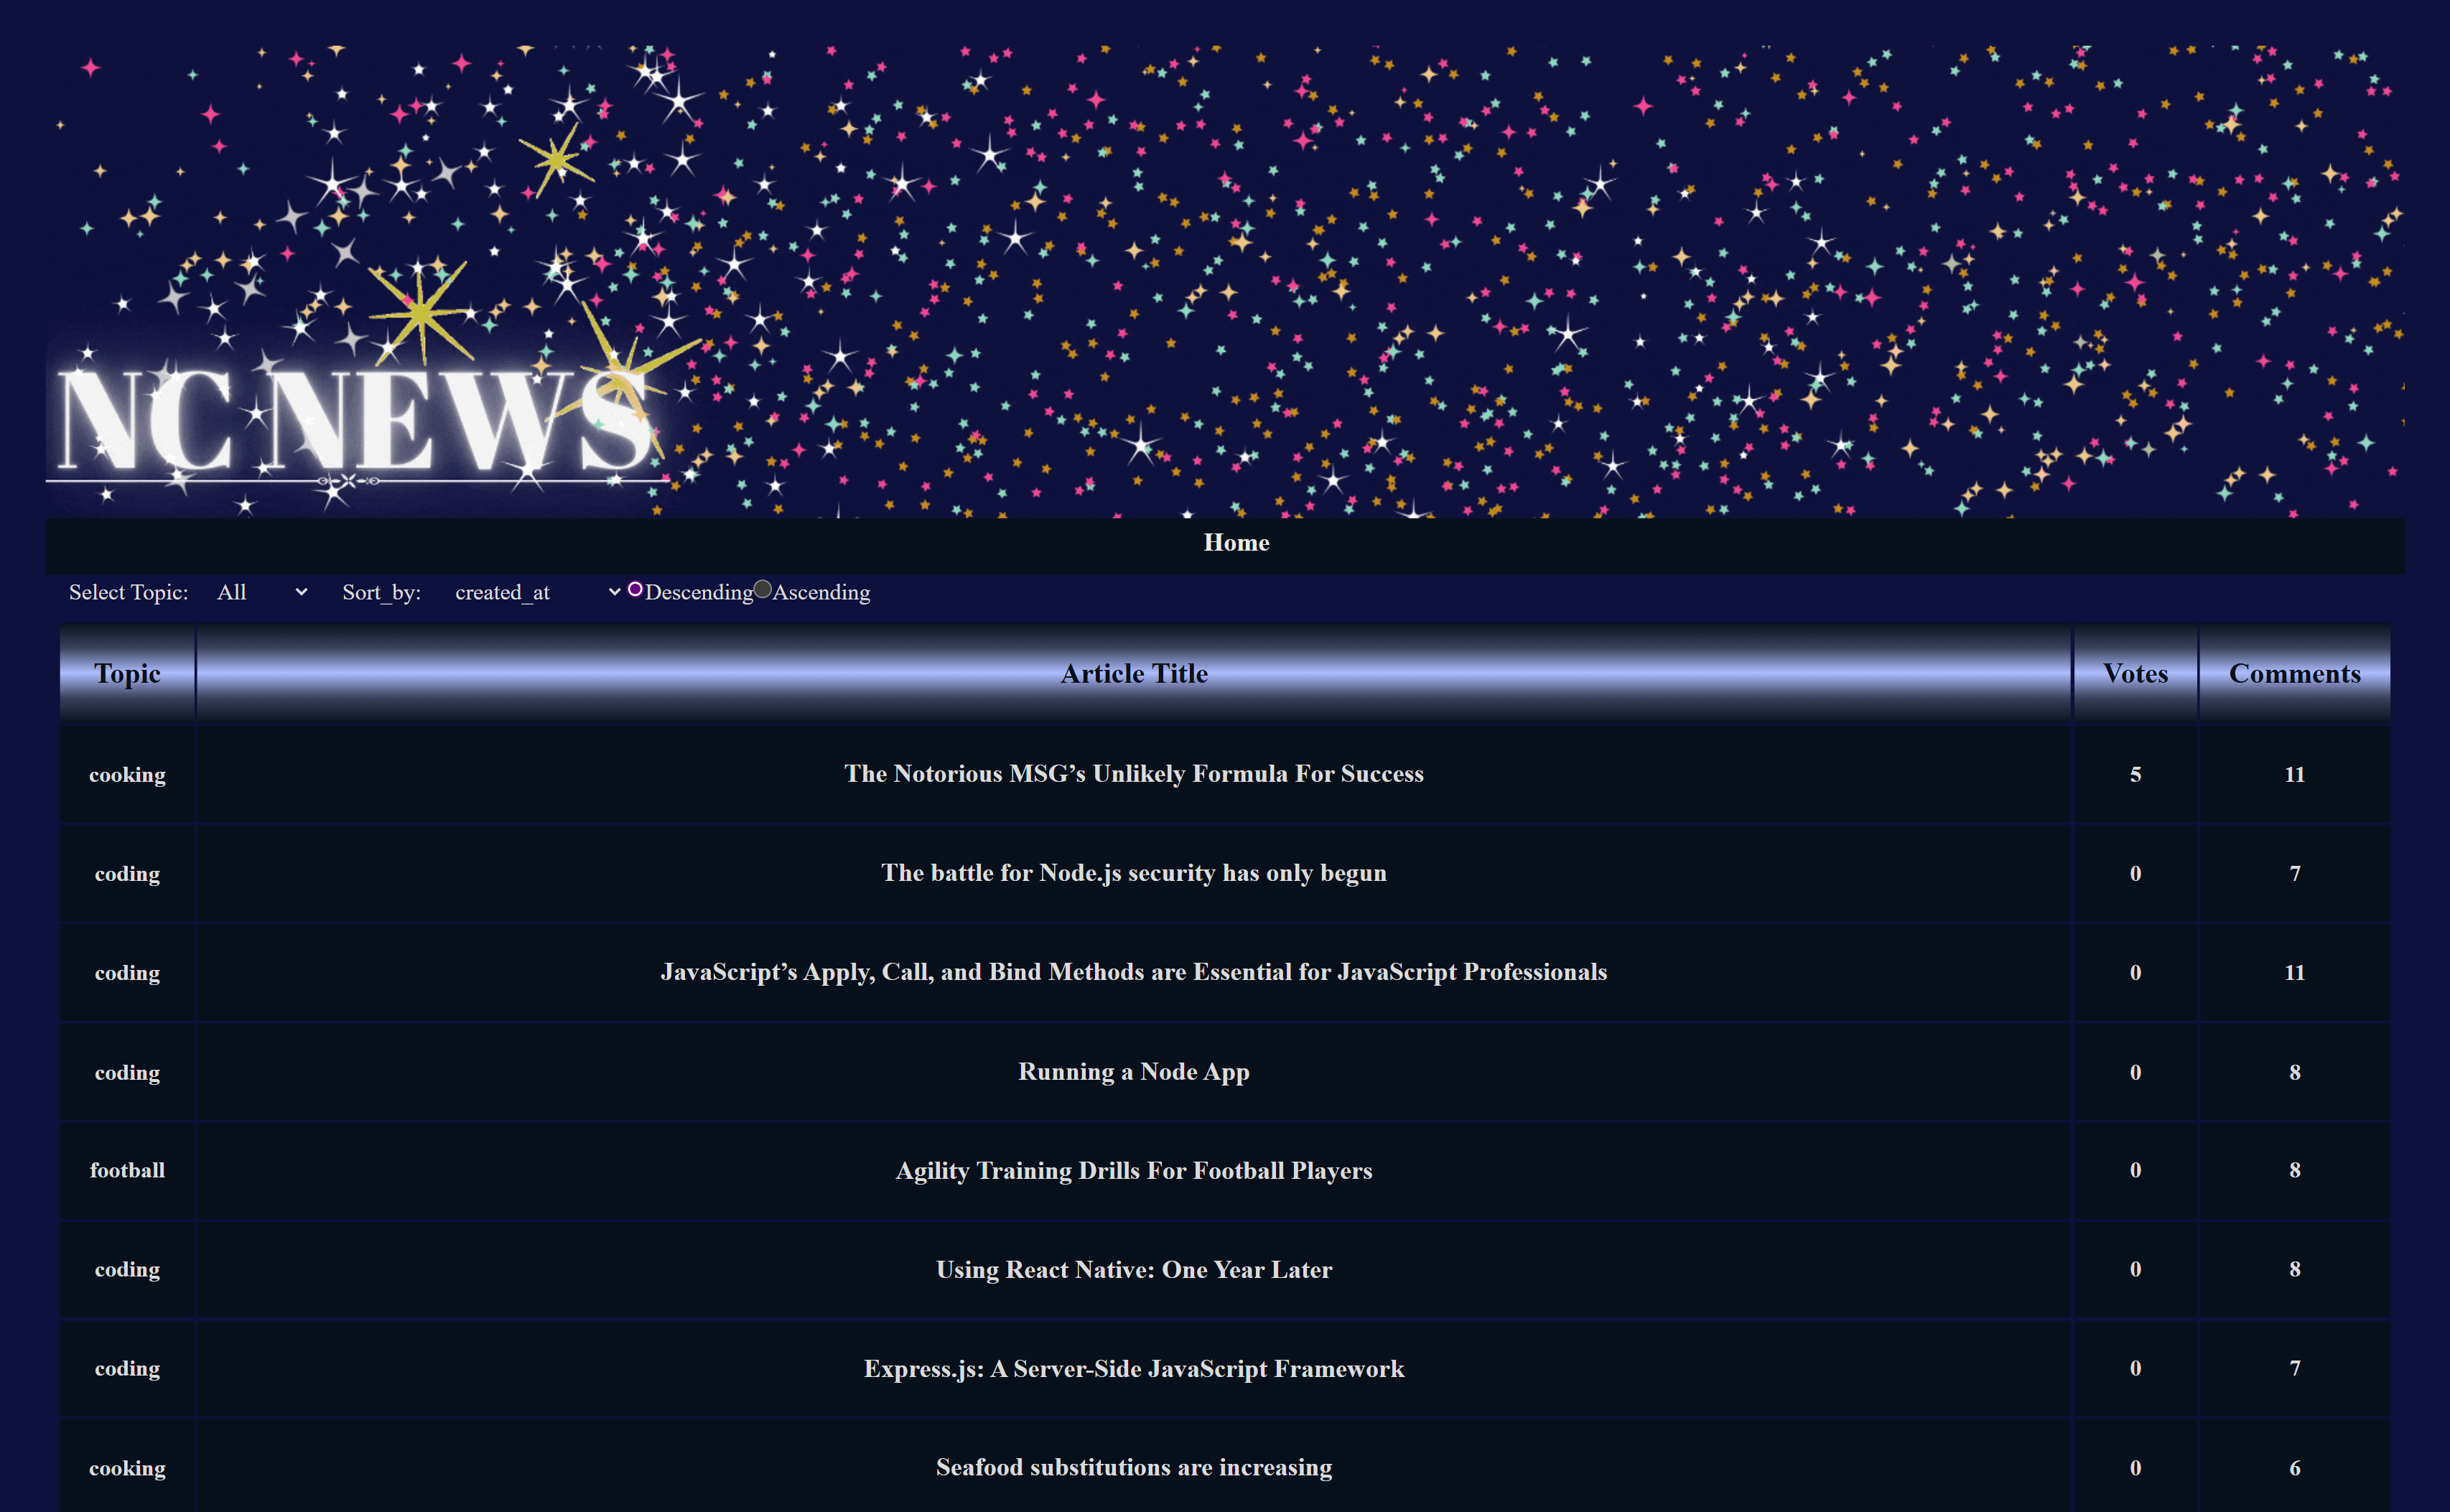 NC NEWS
Home
Select Topic: All Sort_by: created_at Descending Ascending
Topic Article Title Votes Comments
cooking The Notorious MSG’s Unlikely Formula For Success 5 11
coding The battle for Node.js security has only begun 0 7
coding JavaScript’s Apply, Call, and Bind Methods are Essential for JavaScript Professionals 0 11
coding Running a Node App 0 8
football Agility Training Drills For Football Players 0 8
coding Using React Native: One Year Later 0 8
coding Express.js: A Server-Side JavaScript Framework 0 7
cooking Seafood substitutions are increasing 0 6